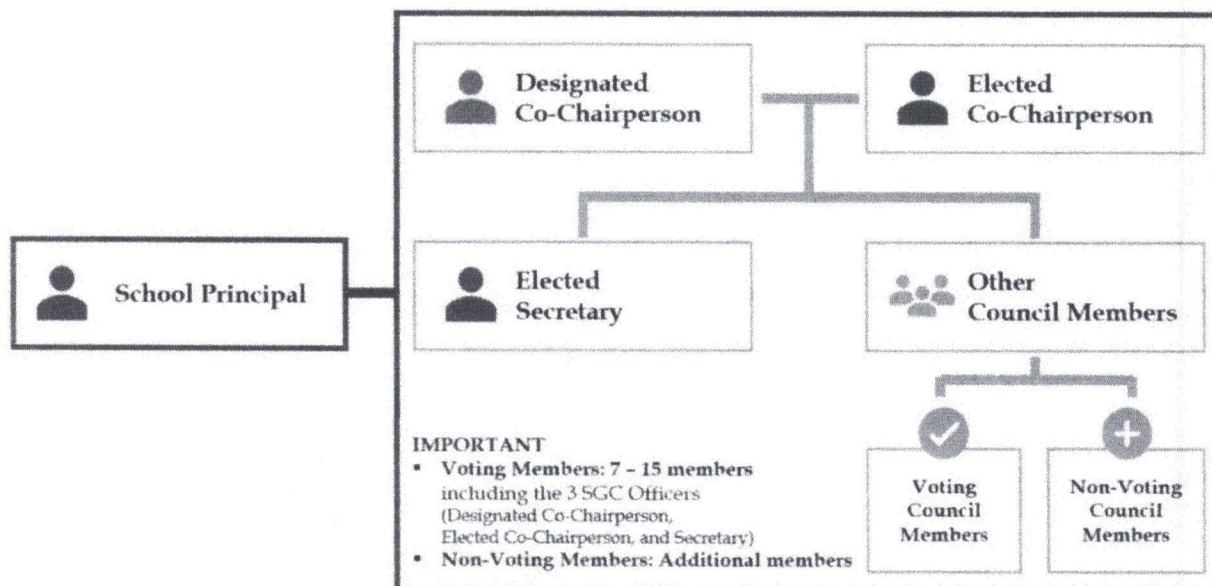 Designated
Co-Chairperson
Elected
Co-Chairperson
School Principal
Elected
Secretary
Other
Council Members
IMPORTANT
▪ Voting Members: 7 – 15 members
including the 3 SGC Officers
(Designated Co-Chairperson,
Elected Co-Chairperson, and Secretary)
▪ Non-Voting Members: Additional members
Voting
Council
Members
Non-Voting
Council
Members